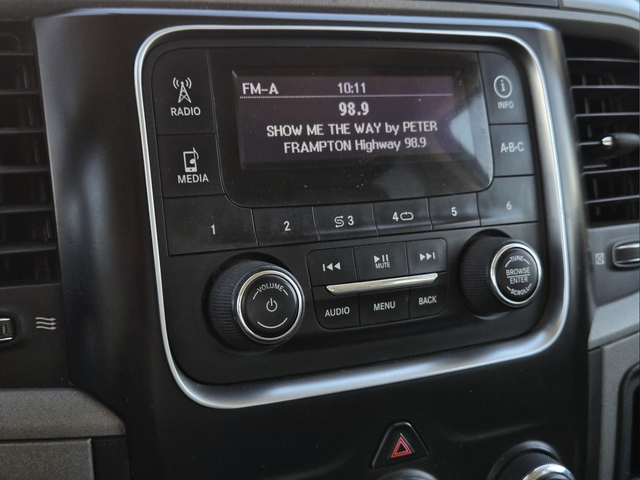 FM-A 10:11
98.9
SHOW ME THE WAY by PETER
FRAMPTON Highway 98.9
RADIO
MEDIA
INFO
A-B-C
1 2 3 4 5 6
MUTE
VOLUME
AUDIO MENU BACK
TUNE
BROWSE
ENTER
SCROLL